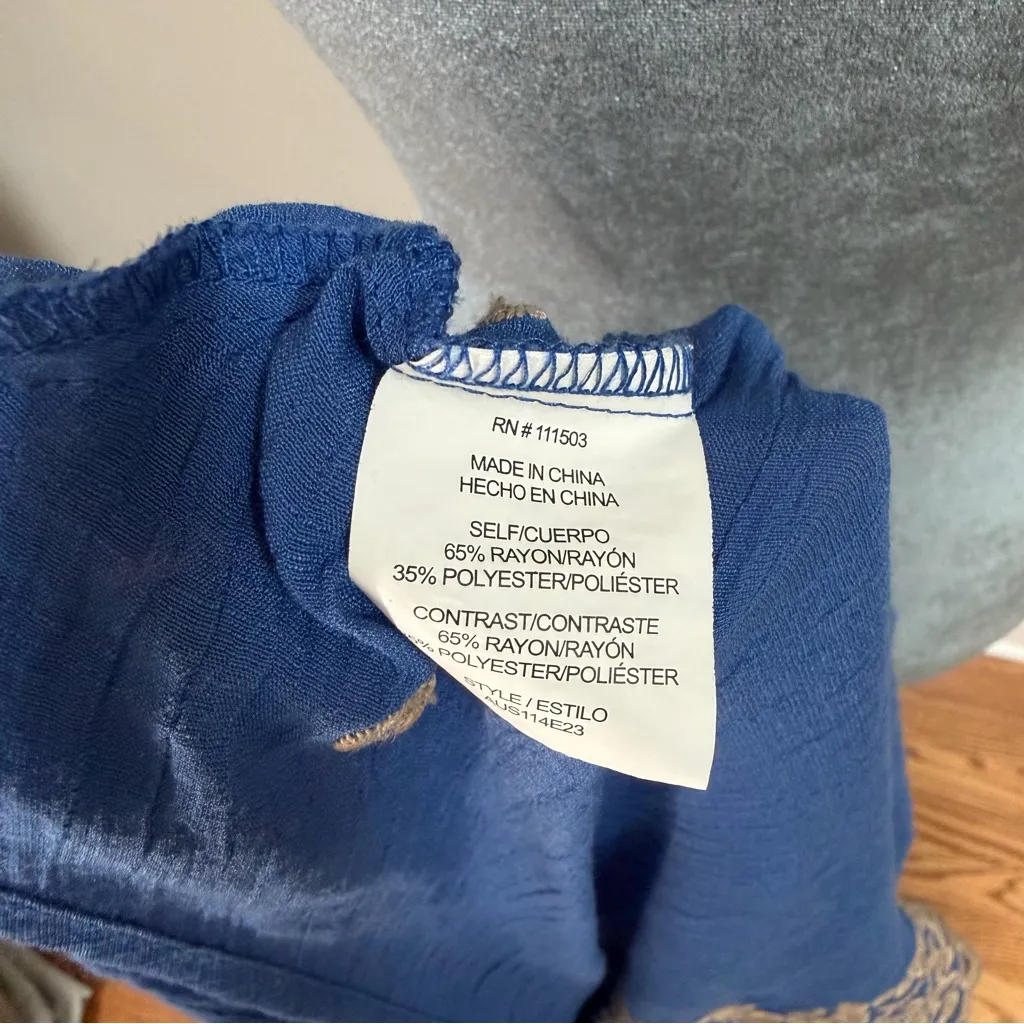 RN # 111503
MADE IN CHINA
HECHO EN CHINA
SELF/CUERPO
65% RAYON/RAYÓN
35% POLYESTER/POLIÉSTER
CONTRAST/CONTRASTE
65% RAYON/RAYÓN
5% POLYESTER/POLIÉSTER
STYLE / ESTILO
AUS114E23